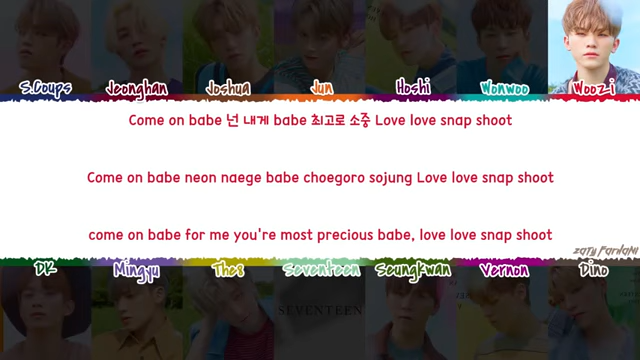 S.Coups Jeonghan Joshua Jun Hoshi Wonwoo Woozi
Come on babe 넌 내게 babe 최고로 소중 Love love snap shoot
Come on babe neon naege babe choegoro sojung Love love snap shoot
come on babe for me you're most precious babe, love love snap shoot
zaty farhani
DK Mingyu The8 Seventeen Seungkwan Vernon Dino
SEVENTEEN